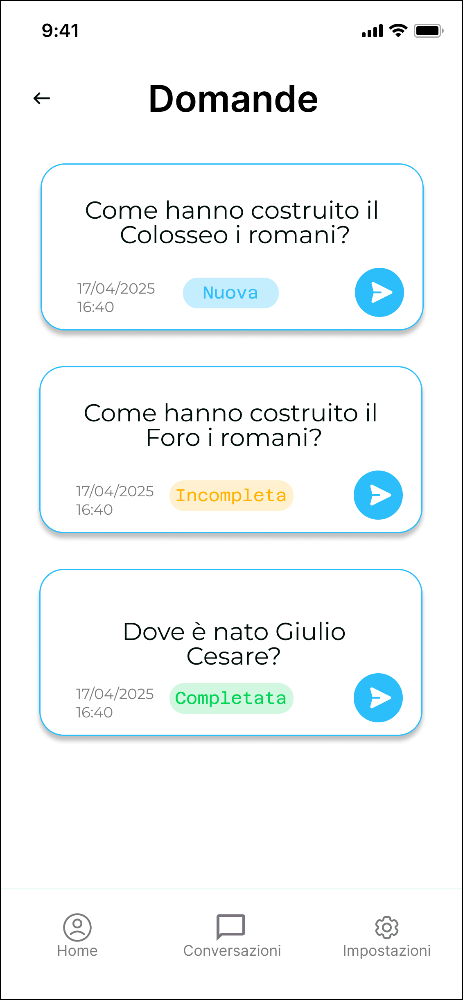 9:41
Domande
Come hanno costruito il
Colosseo i romani?
17/04/2025
16:40
Nuova
Come hanno costruito il
Foro i romani?
17/04/2025
16:40
Incompleta
Dove è nato Giulio
Cesare?
17/04/2025
16:40
Completata
Home
Conversazioni
Impostazioni